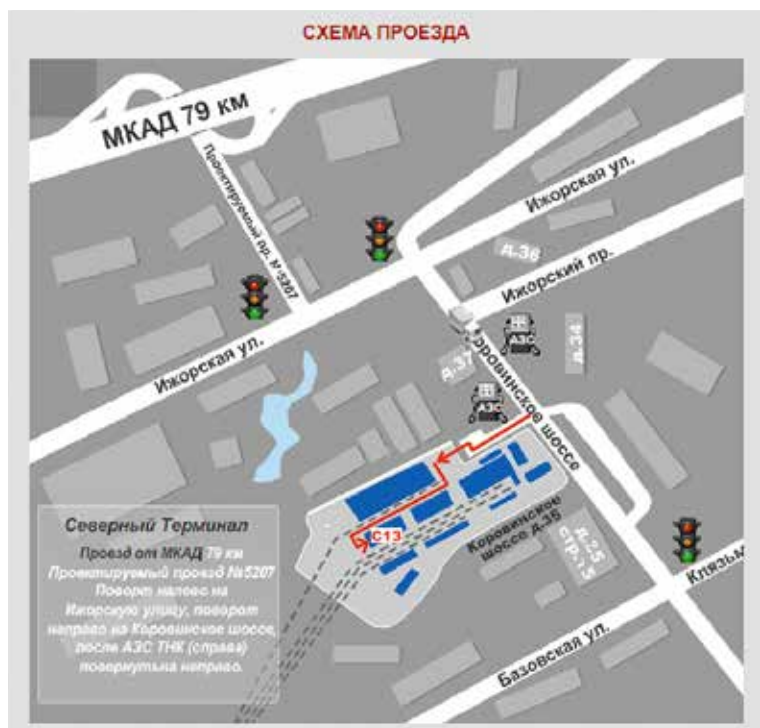 СХЕМА ПРОЕЗДА
МКАД 79 км
Проектируемый пр. №5207
Ижорская ул.
д.36
Ижорский пр.
АЗС
д.34
д.37
Ижорская ул.
АЗС
Коровинское шоссе
С13
Коровинское
шоссе д-35
д.25
стр.15
Клязьм
Базовская ул.
Северный Терминал
Проезд от МКАД 79 км
Проектируемый проезд №5207
Поворт налево на
Ижорскую улицу, поворот
направо на Коровинское шоссе,
после АЗС ТНК (справа)
повернутьна направо.